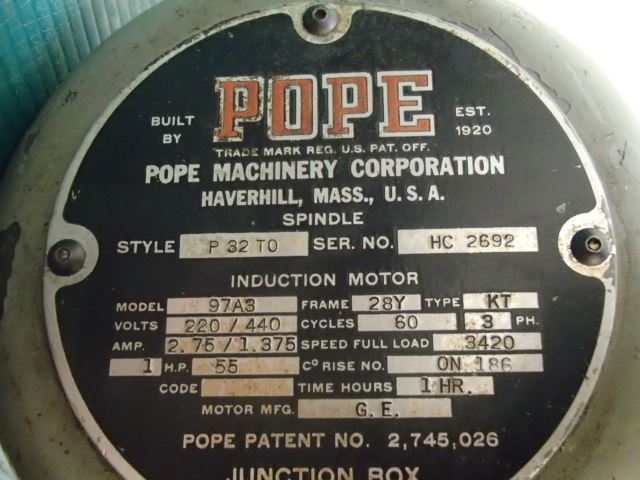 BUILT BY POPE EST. 1920
TRADE MARK REG. U.S. PAT. OFF.
POPE MACHINERY CORPORATION
HAVERHILL, MASS., U.S.A.
SPINDLE
STYLE P 32 TO SER. NO. HC 2692
INDUCTION MOTOR
MODEL 97A3 FRAME 28Y TYPE KT
VOLTS 220 / 440 CYCLES 60 3 PH.
AMP. 2.75 / 1.375 SPEED FULL LOAD 3420
1 H.P. 55 C° RISE NO. ON 186
CODE TIME HOURS 1 HR.
MOTOR MFG. G.E.
POPE PATENT NO. 2,745,026
JUNCTION BOX